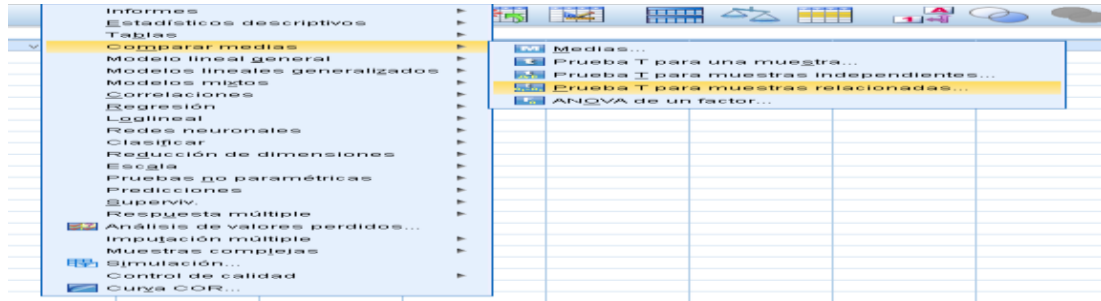 Informes
Estadísticos descriptivos
Tablas
Comparar medias
Modelo lineal general
Modelos lineales generalizados
Modelos mixtos
Correlaciones
Regresión
Loglineal
Redes neuronales
Clasificar
Reducción de dimensiones
Escala
Pruebas no paramétricas
Predicciones
Superviv.
Respuesta múltiple
Análisis de valores perdidos...
Imputación múltiple
Muestras complejas
Simulación...
Control de calidad
Curva COR...
Medias...
Prueba T para una muestra...
Prueba T para muestras independientes...
Prueba T para muestras relacionadas...
ANOVA de un factor...